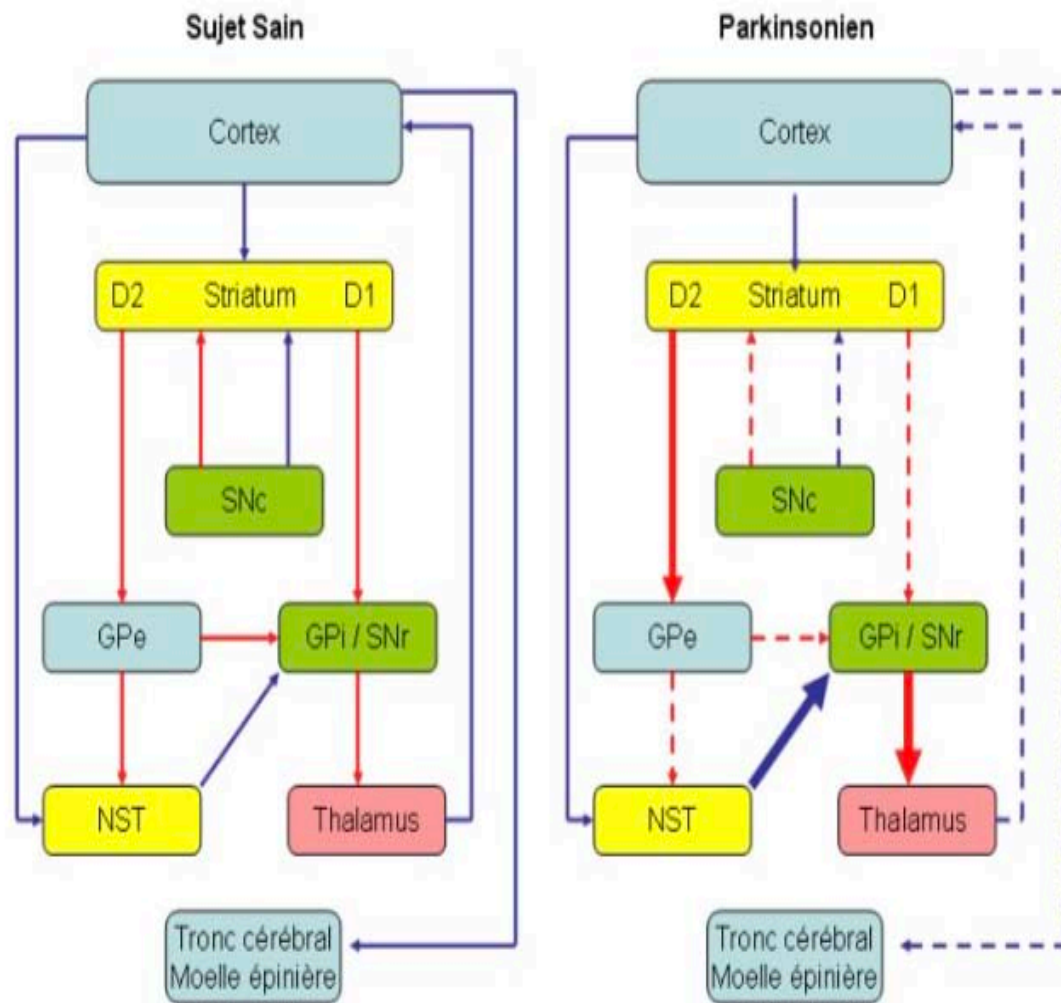 Sujet Sain
Cortex
D2 Striatum D1
SNc
GPe
GPi / SNr
NST
Thalamus
Tronc cérébral
Moelle épinière
Parkinsonien
Cortex
D2 Striatum D1
SNc
GPe
GPi / SNr
NST
Thalamus
Tronc cérébral
Moelle épinière